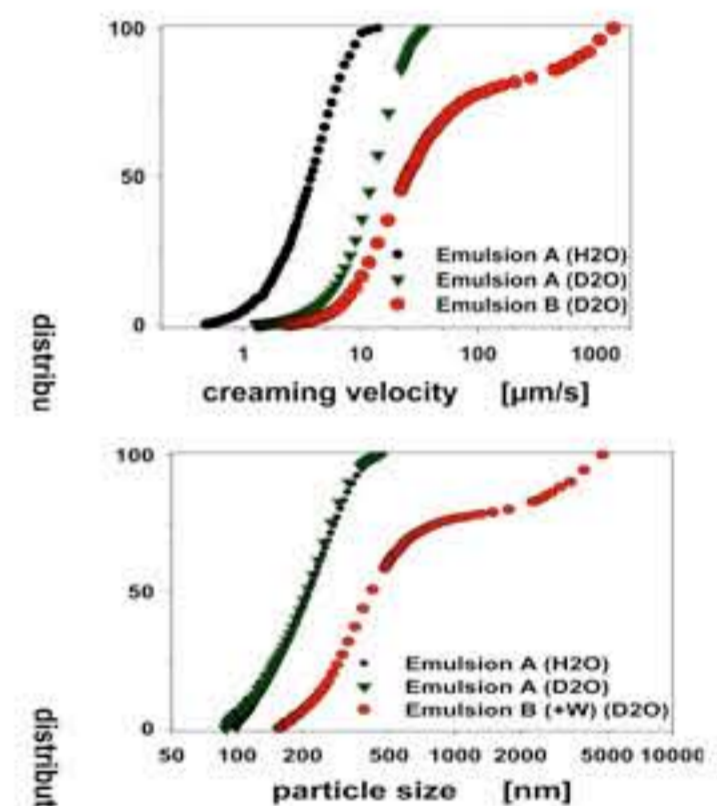 100
50
0
Emulsion A (H2O)
Emulsion A (D2O)
Emulsion B (D2O)
distribu
1 10 100 1000
creaming velocity [µm/s]
100
50
0
Emulsion A (H2O)
Emulsion A (D2O)
Emulsion B (+W) (D2O)
distribut
50 100 200 500 1000 2000 5000 10000
particle size [nm]